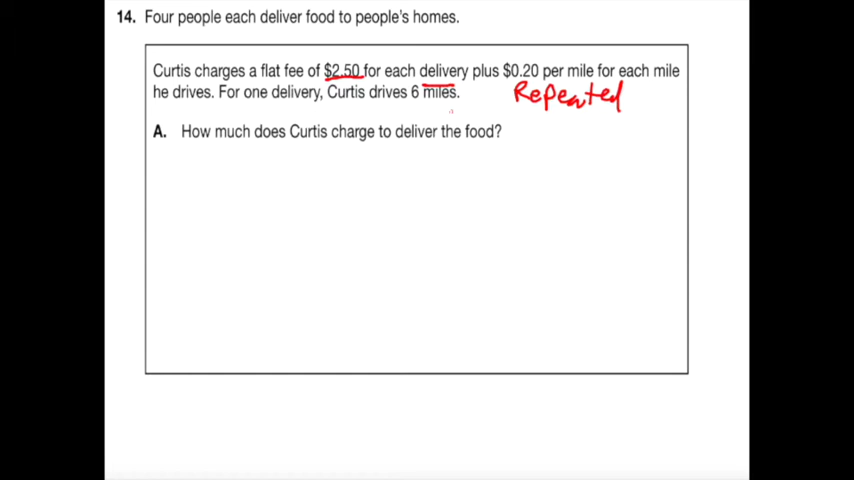 14. Four people each deliver food to people's homes.
Curtis charges a flat fee of $2.50 for each delivery plus $0.20 per mile for each mile
he drives. For one delivery, Curtis drives 6 miles.
Repeated
A. How much does Curtis charge to deliver the food?